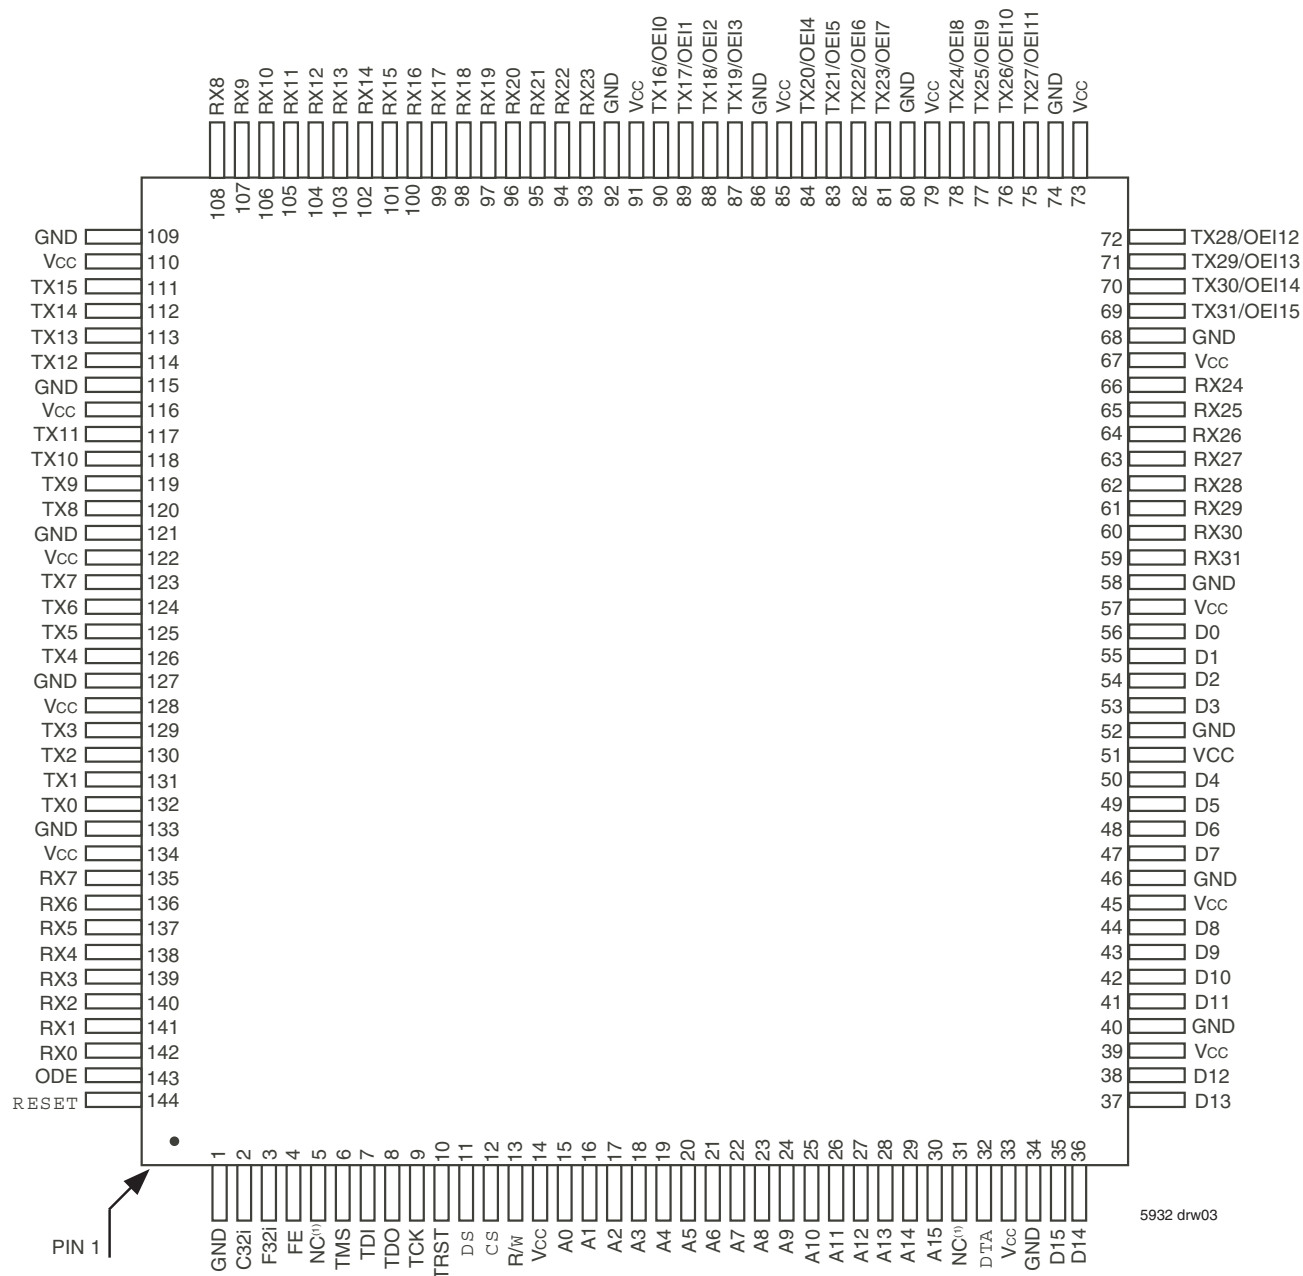 RX8 RX9 RX10 RX11 RX12 RX13 RX14 RX15 RX16 RX17 RX18 RX19 RX20 RX21 RX22 RX23 GND Vcc TX16/OEI0 TX17/OEI1 TX18/OEI2 TX19/OEI3 GND Vcc TX20/OEI4 TX21/OEI5 TX22/OEI6 TX23/OEI7 GND Vcc TX24/OEI8 TX25/OEI9 TX26/OEI10 TX27/OEI11 GND Vcc
108 107 106 105 104 103 102 101 100 99 98 97 96 95 94 93 92 91 90 89 88 87 86 85 84 83 82 81 80 79 78 77 76 75 74 73
GND 109 72 TX28/OEI12
Vcc 110 71 TX29/OEI13
TX15 111 70 TX30/OEI14
TX14 112 69 TX31/OEI15
TX13 113 68 GND
TX12 114 67 Vcc
GND 115 66 RX24
Vcc 116 65 RX25
TX11 117 64 RX26
TX10 118 63 RX27
TX9 119 62 RX28
TX8 120 61 RX29
GND 121 60 RX30
Vcc 122 59 RX31
TX7 123 58 GND
TX6 124 57 Vcc
TX5 125 56 D0
TX4 126 55 D1
GND 127 54 D2
Vcc 128 53 D3
TX3 129 52 GND
TX2 130 51 VCC
TX1 131 50 D4
TX0 132 49 D5
GND 133 48 D6
Vcc 134 47 D7
RX7 135 46 GND
RX6 136 45 Vcc
RX5 137 44 D8
RX4 138 43 D9
RX3 139 42 D10
RX2 140 41 D11
RX1 141 40 GND
RX0 142 39 Vcc
ODE 143 38 D12
RESET 144 37 D13
1 2 3 4 5 6 7 8 9 10 11 12 13 14 15 16 17 18 19 20 21 22 23 24 25 26 27 28 29 30 31 32 33 34 35 36
GND C32i F32i FE NC(1) TMS TDI TDO TCK TRST DS CS R/W Vcc A0 A1 A2 A3 A4 A5 A6 A7 A8 A9 A10 A11 A12 A13 A14 A15 NC(1) DTA Vcc GND D15 D14
PIN 1
5932 drw03